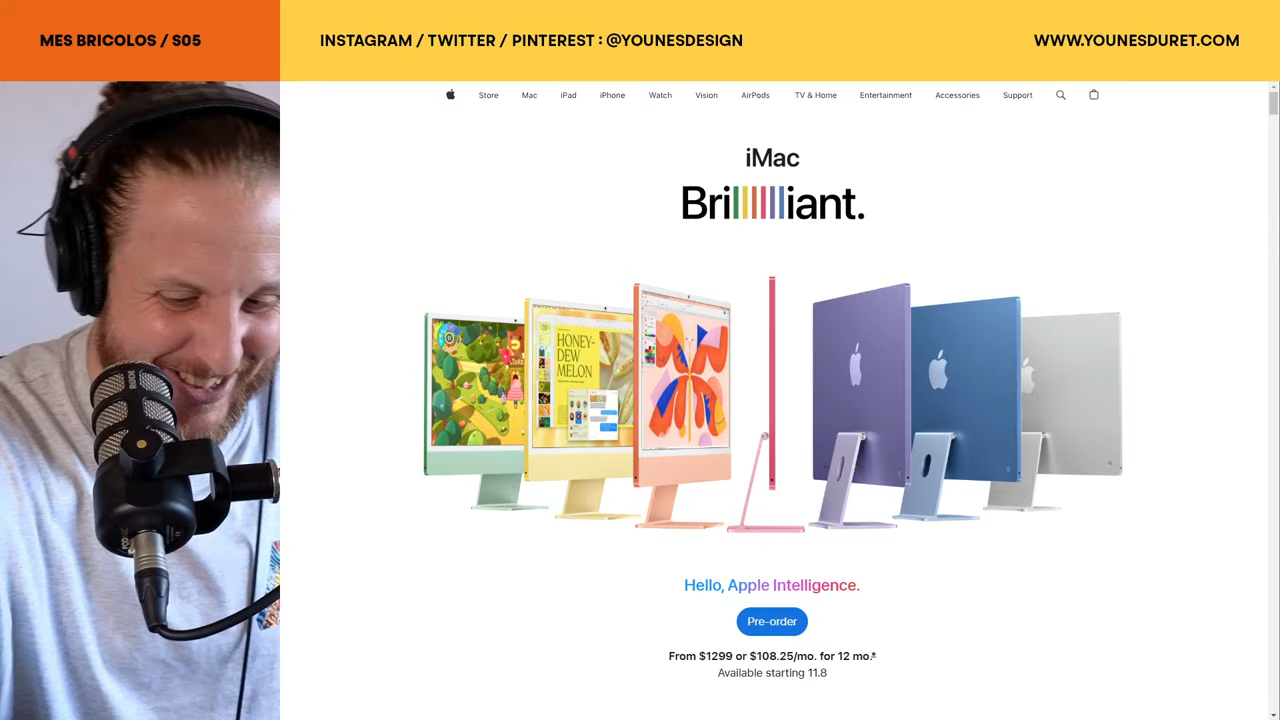 MES BRICOLOS / S05
INSTAGRAM / TWITTER / PINTEREST : @YOUNESDESIGN
WWW.YOUNESDURET.COM
Store Mac iPad iPhone Watch Vision AirPods TV & Home Entertainment Accessories Support
iMac
Brilllllliant.
HONEY-
DEW
MELON
RØDE
Hello, Apple Intelligence.
Pre-order
From $1299 or $108.25/mo. for 12 mo.*
Available starting 11.8